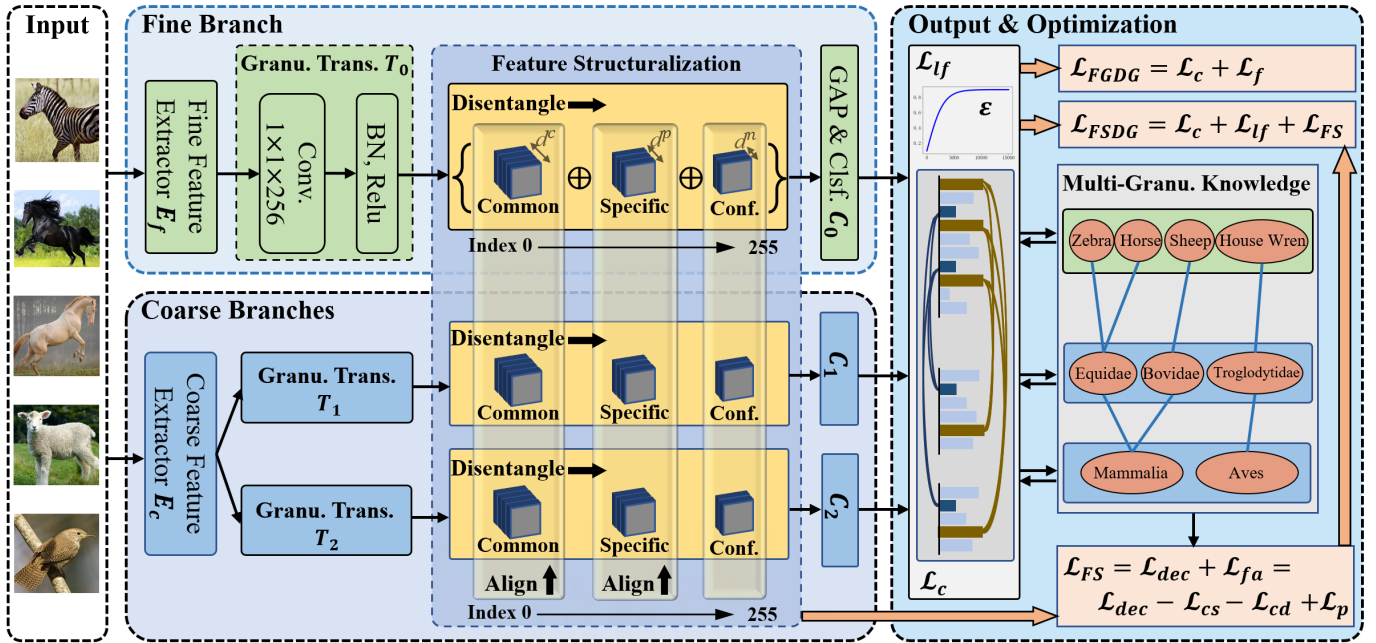 Input
Fine Branch
Fine Feature
Extractor E_f
Granu. Trans. T_0
Conv.
1×1×256
BN, Relu
Feature Structuralization
Disentangle
d^c
d^p
d^n
{ ⊕ ⊕ }
Common
Specific
Conf.
Index 0
255
GAP & Clsf. C_0
Coarse Branches
Coarse Feature
Extractor E_c
Granu. Trans.
T_1
Granu. Trans.
T_2
Disentangle
Common
Specific
Conf.
C_1
Disentangle
Common
Specific
Conf.
C_2
Align
Align
Index 0
255
Output & Optimization
ℒ_lf
ε
0 5000 10000 15000
ℒ_c
ℒ_FGDG = ℒ_c + ℒ_f
ℒ_FSDG = ℒ_c + ℒ_lf + ℒ_FS
Multi-Granu. Knowledge
Zebra Horse Sheep House Wren
Equidae Bovidae Troglodytidae
Mammalia Aves
ℒ_FS = ℒ_dec + ℒ_fa =
ℒ_dec − ℒ_cs − ℒ_cd + ℒ_p